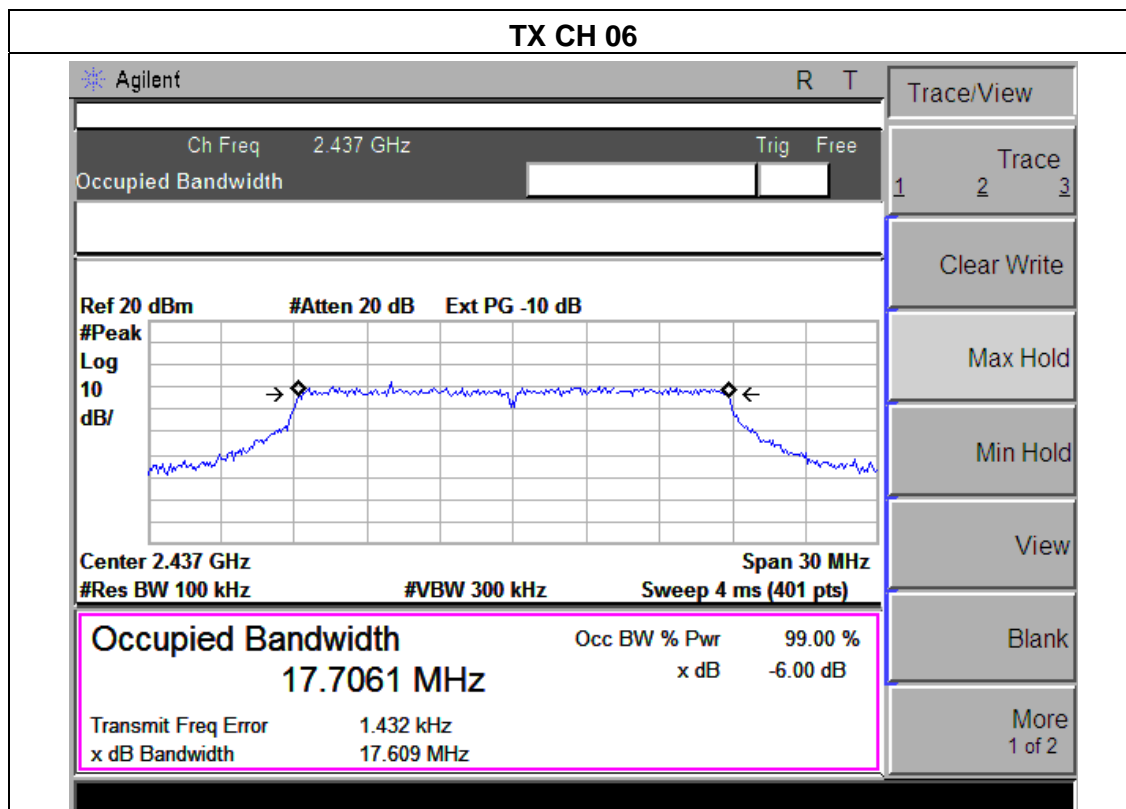 TX CH 06
Agilent R T
Trace/View
Ch Freq 2.437 GHz Trig Free
Occupied Bandwidth
Trace
1 2 3
Clear Write
Ref 20 dBm #Atten 20 dB Ext PG -10 dB
#Peak
Log
10
dB/
Max Hold
Min Hold
View
Center 2.437 GHz Span 30 MHz
#Res BW 100 kHz #VBW 300 kHz Sweep 4 ms (401 pts)
Occupied Bandwidth
17.7061 MHz
Occ BW % Pwr 99.00 %
x dB -6.00 dB
Transmit Freq Error 1.432 kHz
x dB Bandwidth 17.609 MHz
Blank
More
1 of 2